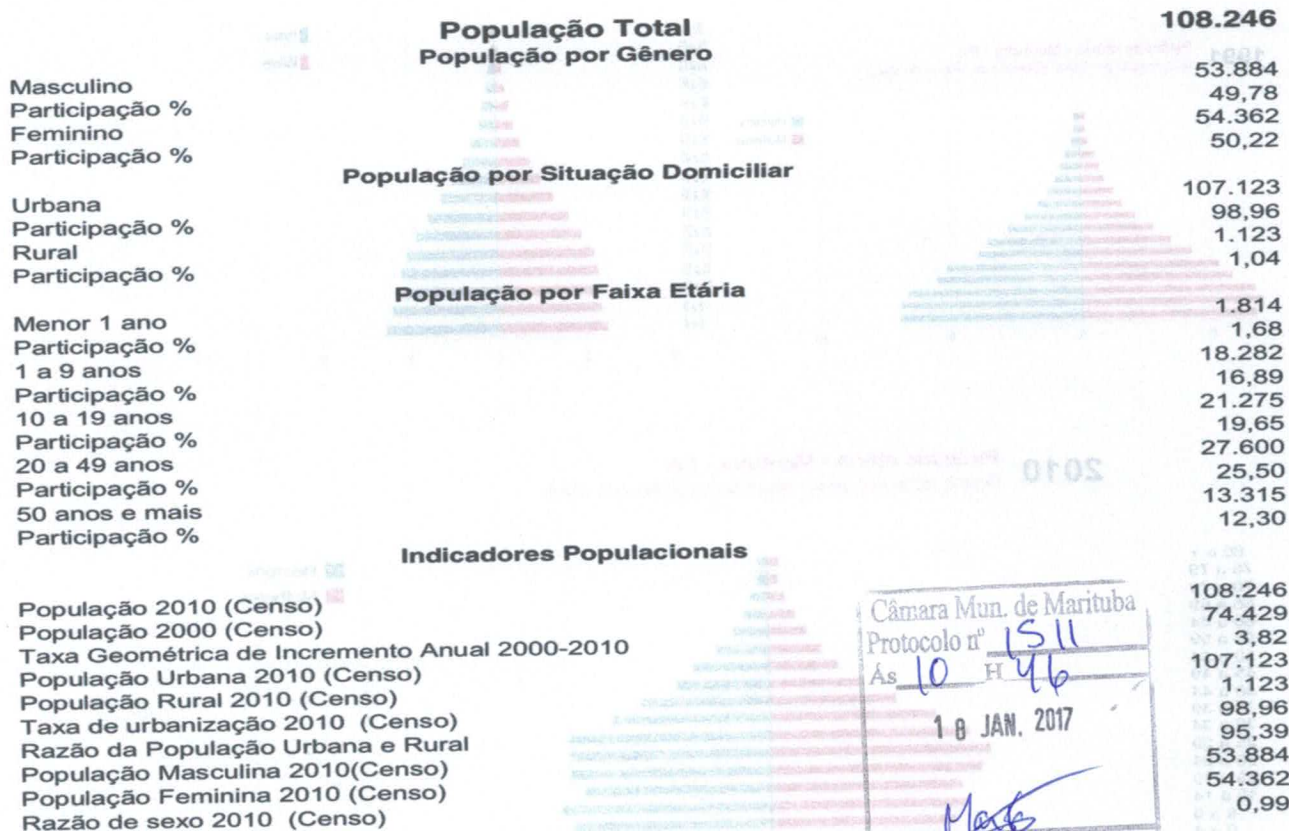 População Total 108.246
População por Gênero
Masculino 53.884
Participação % 49,78
Feminino 54.362
Participação % 50,22
População por Situação Domiciliar
Urbana 107.123
Participação % 98,96
Rural 1.123
Participação % 1,04
População por Faixa Etária
Menor 1 ano 1.814
Participação % 1,68
1 a 9 anos 18.282
Participação % 16,89
10 a 19 anos 21.275
Participação % 19,65
20 a 49 anos 27.600
Participação % 25,50
50 anos e mais 13.315
Participação % 12,30
Indicadores Populacionais
População 2010 (Censo) 108.246
População 2000 (Censo) 74.429
Taxa Geométrica de Incremento Anual 2000-2010 3,82
População Urbana 2010 (Censo) 107.123
População Rural 2010 (Censo) 1.123
Taxa de urbanização 2010 (Censo) 98,96
Razão da População Urbana e Rural 95,39
População Masculina 2010(Censo) 53.884
População Feminina 2010 (Censo) 54.362
Razão de sexo 2010 (Censo) 0,99
Câmara Mun. de Marituba
Protocolo nº 1511
Ás 10 H 46
18 JAN. 2017
1991
2010